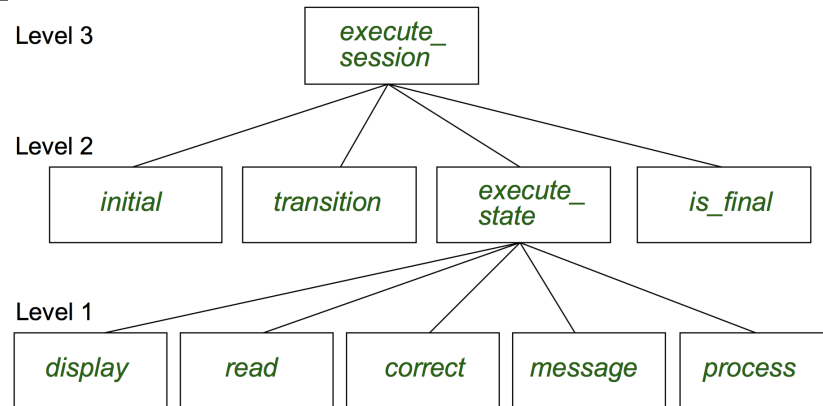 Level 3
execute_
session
Level 2
initial
transition
execute_
state
is_final
Level 1
display
read
correct
message
process